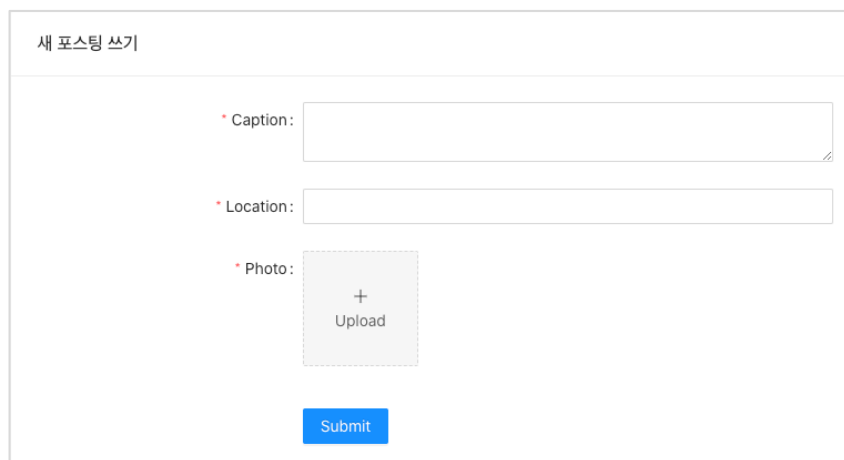 새 포스팅 쓰기
* Caption :
* Location :
* Photo :
+
Upload
Submit